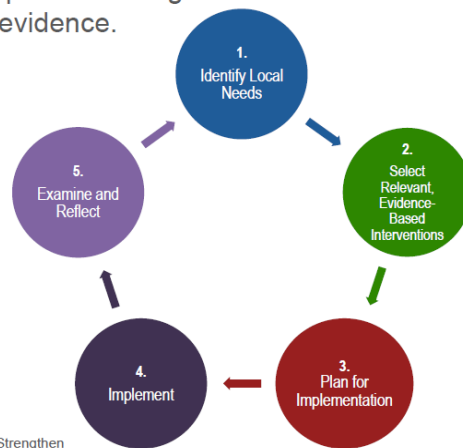 evidence.
1.
Identify Local
Needs
2.
Select
Relevant,
Evidence-
Based
Interventions
3.
Plan for
Implementation
4.
Implement
5.
Examine and
Reflect
Strengthen